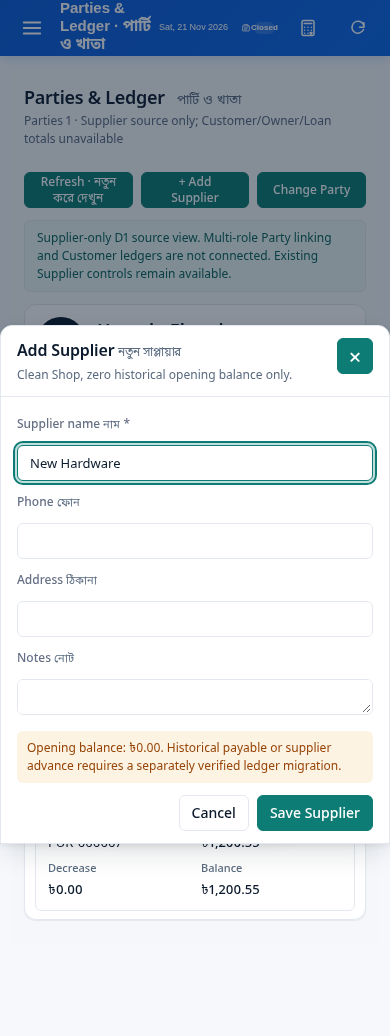 Parties &
Ledger · পার্টি
ও খাতা
Sat, 21 Nov 2026
Closed
Parties & Ledger পার্টি ও খাতা
Parties 1 · Supplier source only; Customer/Owner/Loan
totals unavailable
Refresh · নতুন
করে দেখুন
+ Add
Supplier
Change Party
Supplier-only D1 source view. Multi-role Party linking
and Customer ledgers are not connected. Existing
Supplier controls remain available.
Add Supplier নতুন সাপ্লায়ার
Clean Shop, zero historical opening balance only.
×
Supplier name নাম *
New Hardware
Phone ফোন
Address ঠিকানা
Notes নোট
Opening balance: ৳0.00. Historical payable or supplier
advance requires a separately verified ledger migration.
Cancel
Save Supplier
Decrease
Balance
৳0.00
৳1,200.55